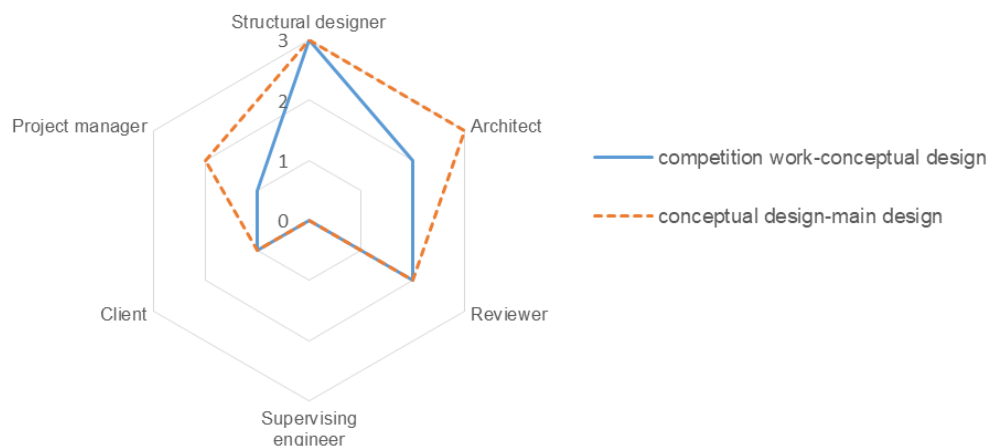 Structural designer
3
2
1
0
Project manager
Architect
Client
Reviewer
Supervising
engineer
competition work-conceptual design
conceptual design-main design